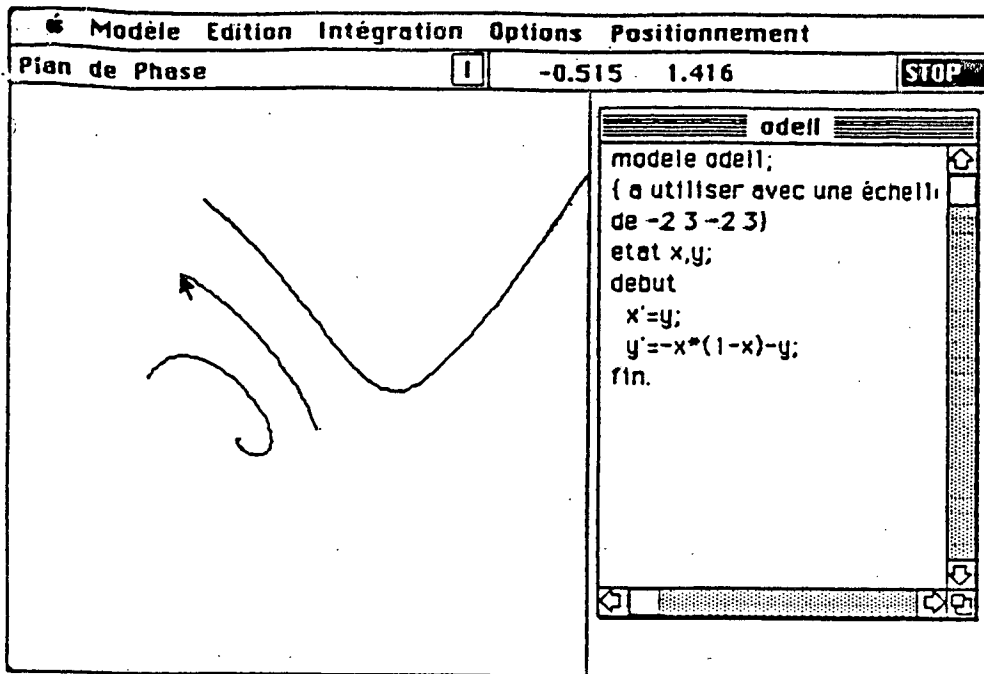 Modèle Edition Intégration Options Positionnement
Plan de Phase I -0.515 1.416 STOP
odell
modele odell;
{ a utiliser avec une échelle
de -2 3 -2 3}
etat x,y;
debut
x'=y;
y'=-x*(1-x)-y;
fin.